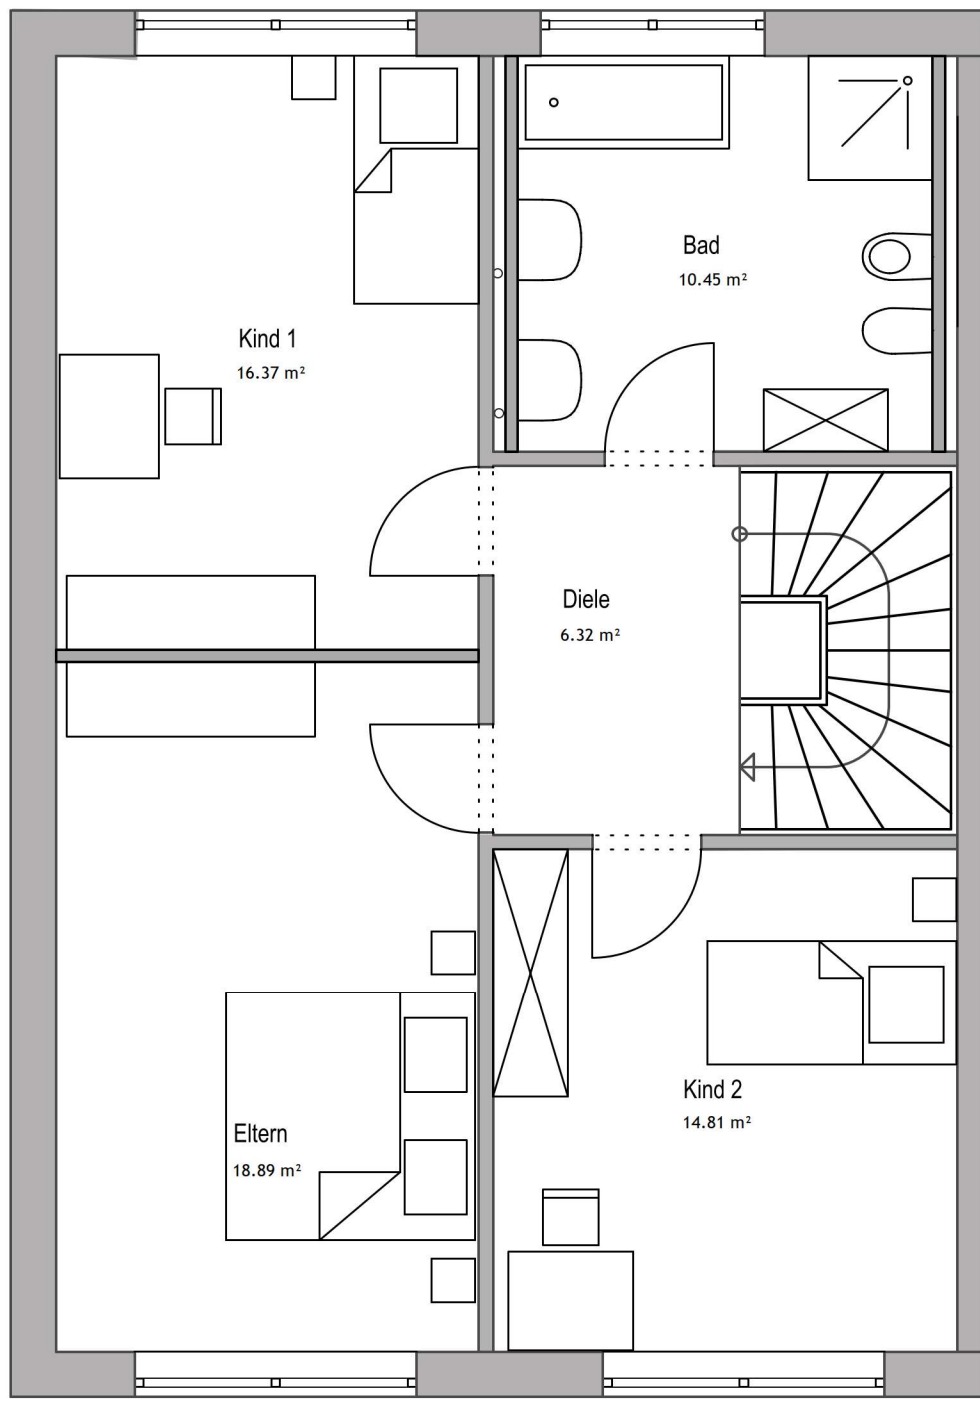 Bad
10.45 m²
Kind 1
16.37 m²
Diele
6.32 m²
Kind 2
14.81 m²
Eltern
18.89 m²